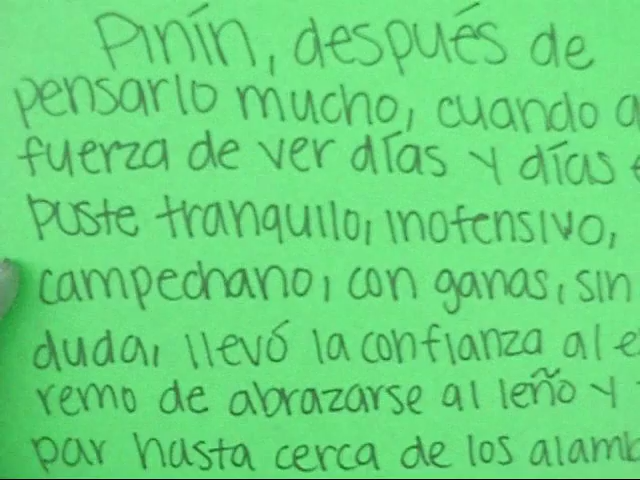 Pinín, después de
pensarlo mucho, cuando a
fuerza de ver días y días e
puste tranquilo, inofensivo,
campechano, con ganas, sin
duda, llevó la confianza al e
remo de abrazarse al leño y
par hasta cerca de los alamb